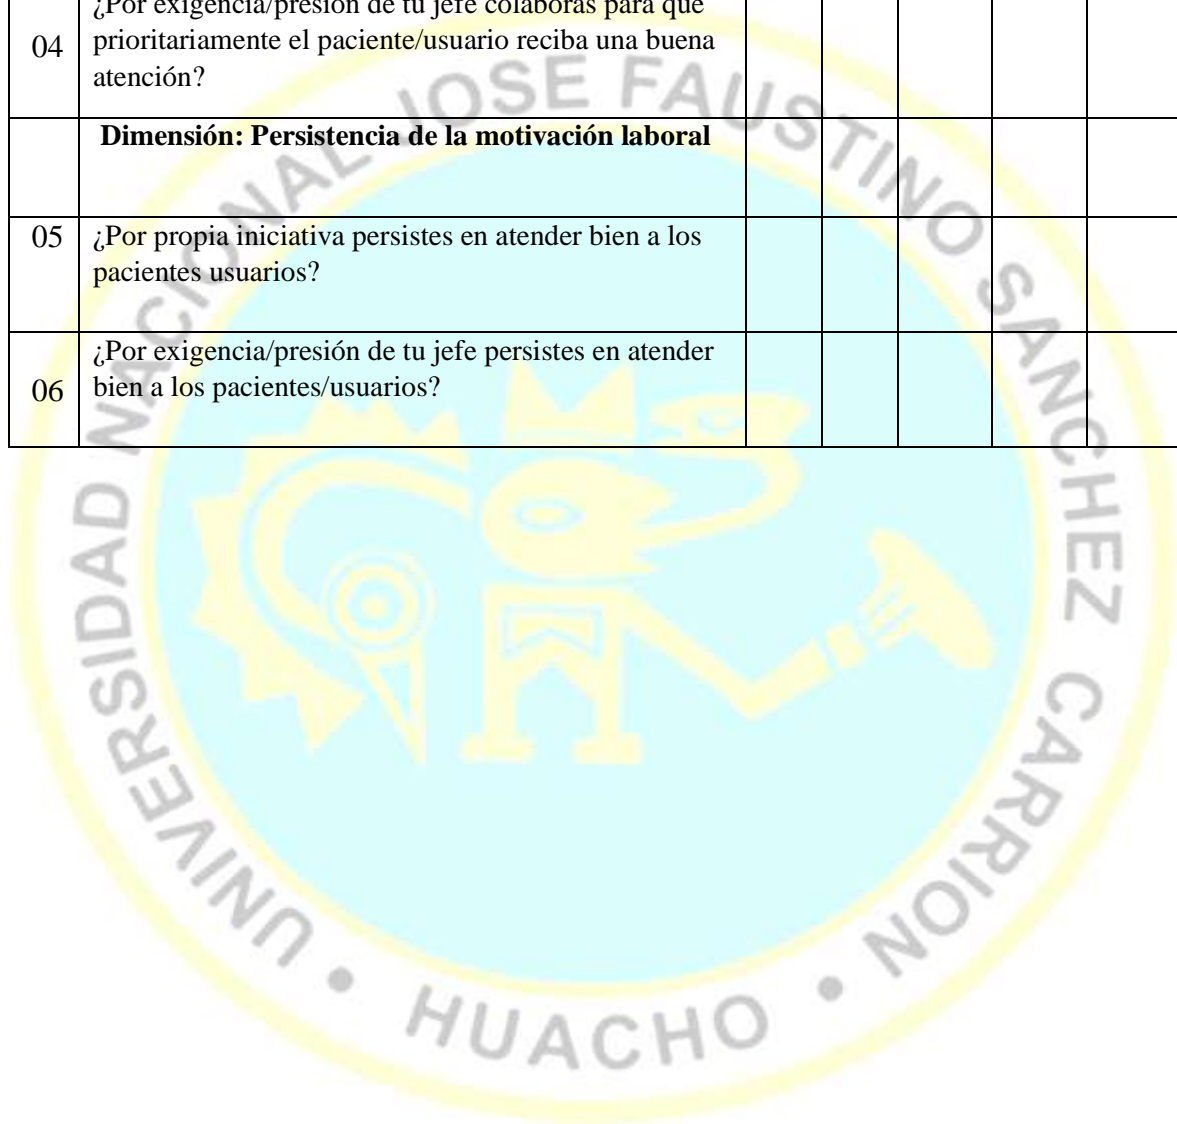 ¿Por exigencia/presión de tu jefe colaboras para que
04
prioritariamente el paciente/usuario reciba una buena
atención?
Dimensión: Persistencia de la motivación laboral
05
¿Por propia iniciativa persistes en atender bien a los
pacientes usuarios?
¿Por exigencia/presión de tu jefe persistes en atender
06
bien a los pacientes/usuarios?
UNIVERSIDAD NACIONAL JOSE FAUSTINO SANCHEZ CARRION • HUACHO •